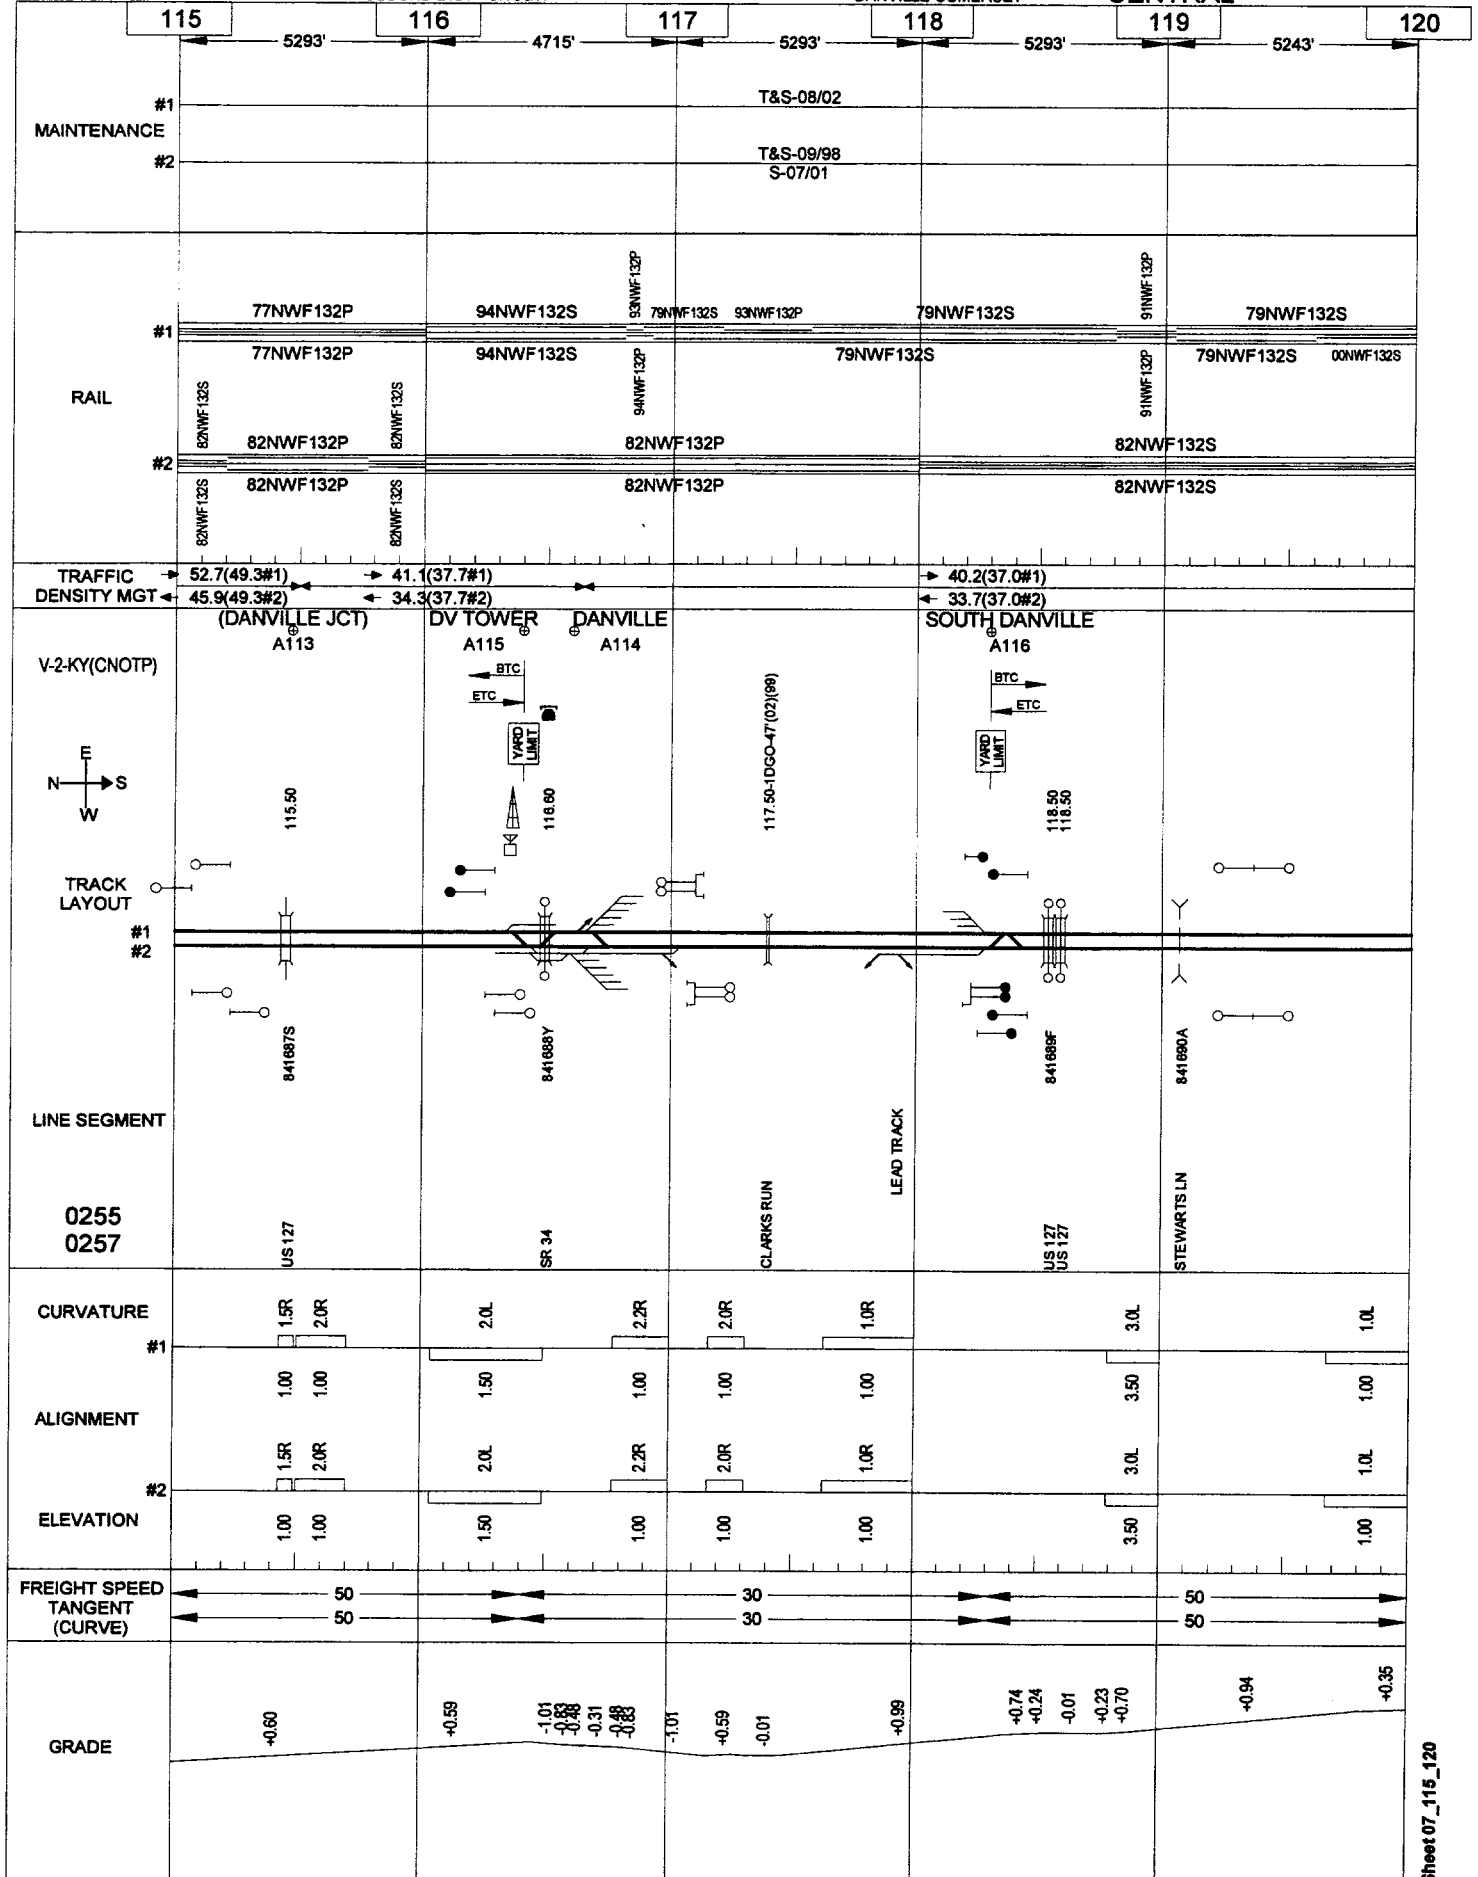 CENTRAL
115 116 117 118 119 120
5293' 4715' 5293' 5293' 5243'
MAINTENANCE
#1
T&S-08/02
#2
T&S-09/98
S-07/01
RAIL
#1
77NWF132P 94NWF132S 93NWF132P 79NWF132S 93NWF132P 79NWF132S 91NWF132P 79NWF132S
77NWF132P 94NWF132S 94NWF132P 79NWF132S 91NWF132P 79NWF132S 00NWF132S
#2
82NWF132S 82NWF132P 82NWF132S 82NWF132P 82NWF132S
82NWF132S 82NWF132P 82NWF132S 82NWF132P 82NWF132S
TRAFFIC 52.7(49.3#1) 41.1(37.7#1) 40.2(37.0#1)
DENSITY MGT 45.9(49.3#2) 34.3(37.7#2) 33.7(37.0#2)
(DANVILLE JCT) DV TOWER DANVILLE SOUTH DANVILLE
A113 A115 A114 A116
V-2-KY(CNOTP)
BTC
ETC
BTC
ETC
YARD
LIMIT
YARD
LIMIT
E
N S
W
115.50
116.60
117.50-1DGO-47'(02)(99)
118.50
118.50
TRACK
LAYOUT
#1
#2
841687S
841688Y
841689F
841690A
LINE SEGMENT
0255
0257
US 127
SR 34
CLARKS RUN
LEAD TRACK
US 127
US 127
STEWARTS LN
CURVATURE
#1
1.5R 2.0R 2.0L 2.2R 2.0R 1.0R 3.0L 1.0L
1.00 1.00 1.50 1.00 1.00 1.00 3.50 1.00
ALIGNMENT
#2
1.5R 2.0R 2.0L 2.2R 2.0R 1.0R 3.0L 1.0L
ELEVATION
1.00 1.00 1.50 1.00 1.00 1.00 3.50 1.00
FREIGHT SPEED
TANGENT
(CURVE)
50 30 50
50 30 50
GRADE
+0.60 +0.59 -1.01 -0.83 -0.48 -0.31 -0.48 -0.83 -1.01 +0.59 -0.01 +0.99 +0.74 +0.24 -0.01 +0.23 +0.70 +0.94 +0.35
Sheet 07_115_120